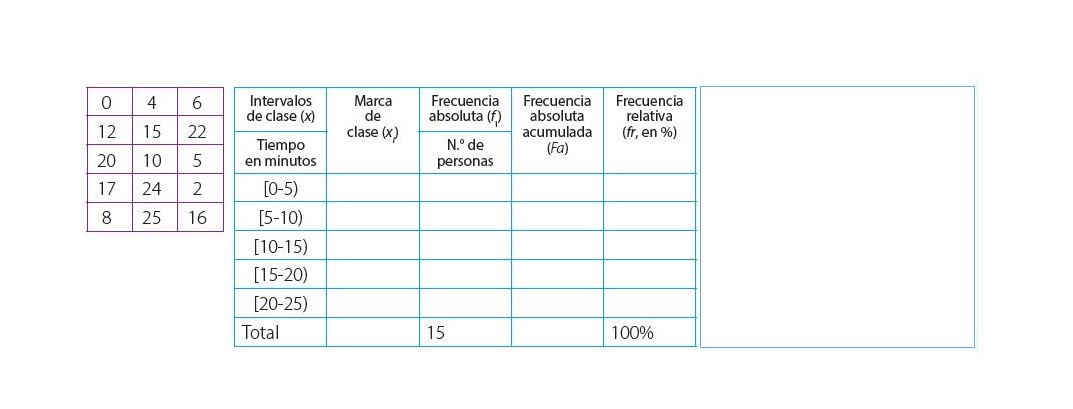 0 4 6
12 15 22
20 10 5
17 24 2
8 25 16
Intervalos
de clase (x)
Tiempo
en minutos
Marca
de
clase (xi)
Frecuencia
absoluta (fi)
N.° de
personas
Frecuencia
absoluta
acumulada
(Fa)
Frecuencia
relativa
(fr, en %)
[0-5)
[5-10)
[10-15)
[15-20)
[20-25)
Total 15 100%